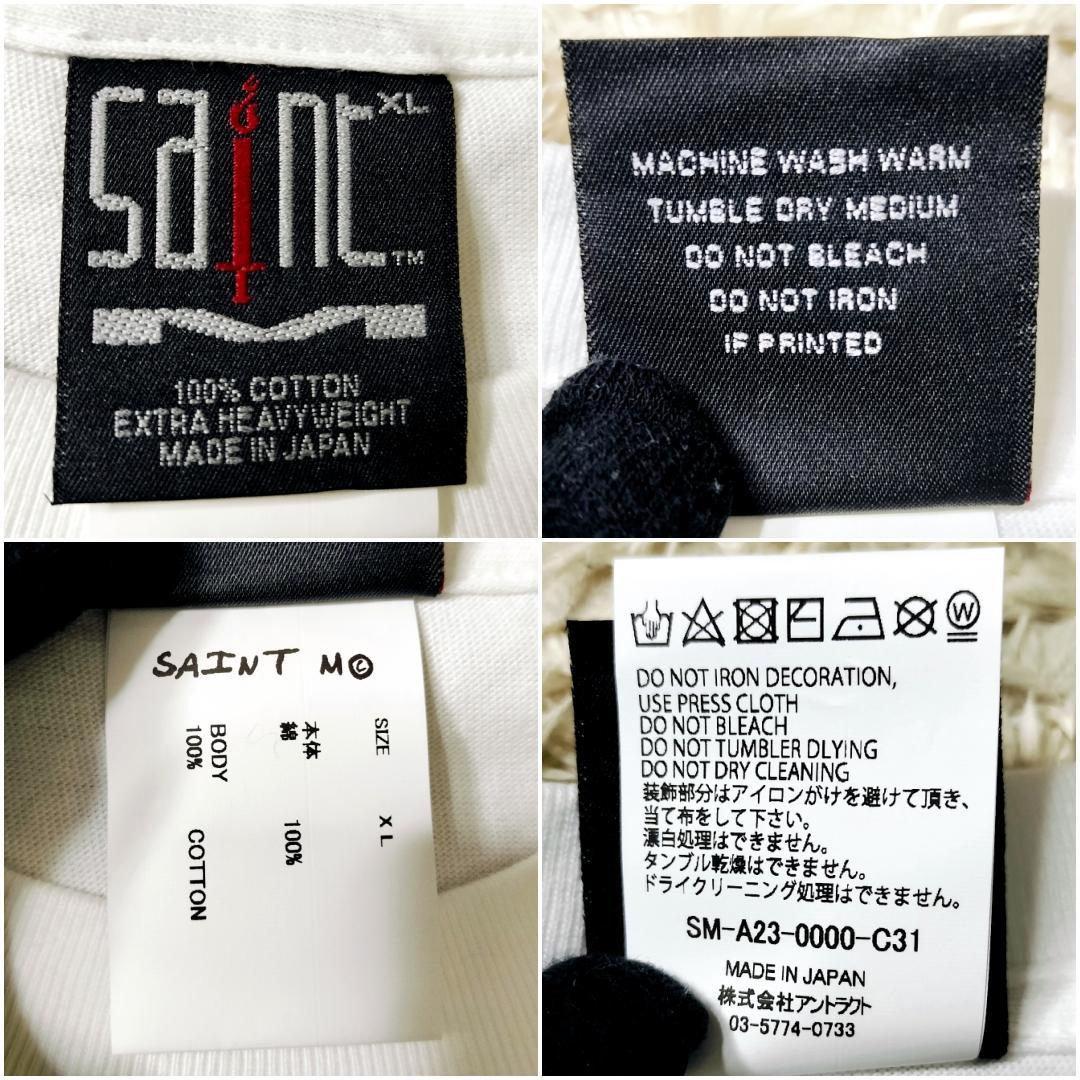 saint XL
TM
100% COTTON
EXTRA HEAVYWEIGHT
MADE IN JAPAN
MACHINE WASH WARM
TUMBLE DRY MEDIUM
DO NOT BLEACH
DO NOT IRON
IF PRINTED
SAINT M©
SIZE XL
本体
綿 100%
BODY
100% COTTON
W
DO NOT IRON DECORATION,
USE PRESS CLOTH
DO NOT BLEACH
DO NOT TUMBLER DLYING
DO NOT DRY CLEANING
装飾部分はアイロンがけを避けて頂き、
当て布をして下さい。
漂白処理はできません。
タンブル乾燥はできません。
ドライクリーニング処理はできません。
SM-A23-0000-C31
MADE IN JAPAN
株式会社アントラクト
03-5774-0733